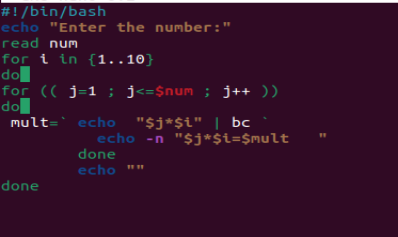 #!/bin/bash
echo "Enter the number:"
read num
for i in {1..10}
do
for (( j=1 ; j<=$num ; j++ ))
do
mult=` echo "$j*$i" | bc `
echo -n "$j*$i=$mult   "
done
echo ""
done